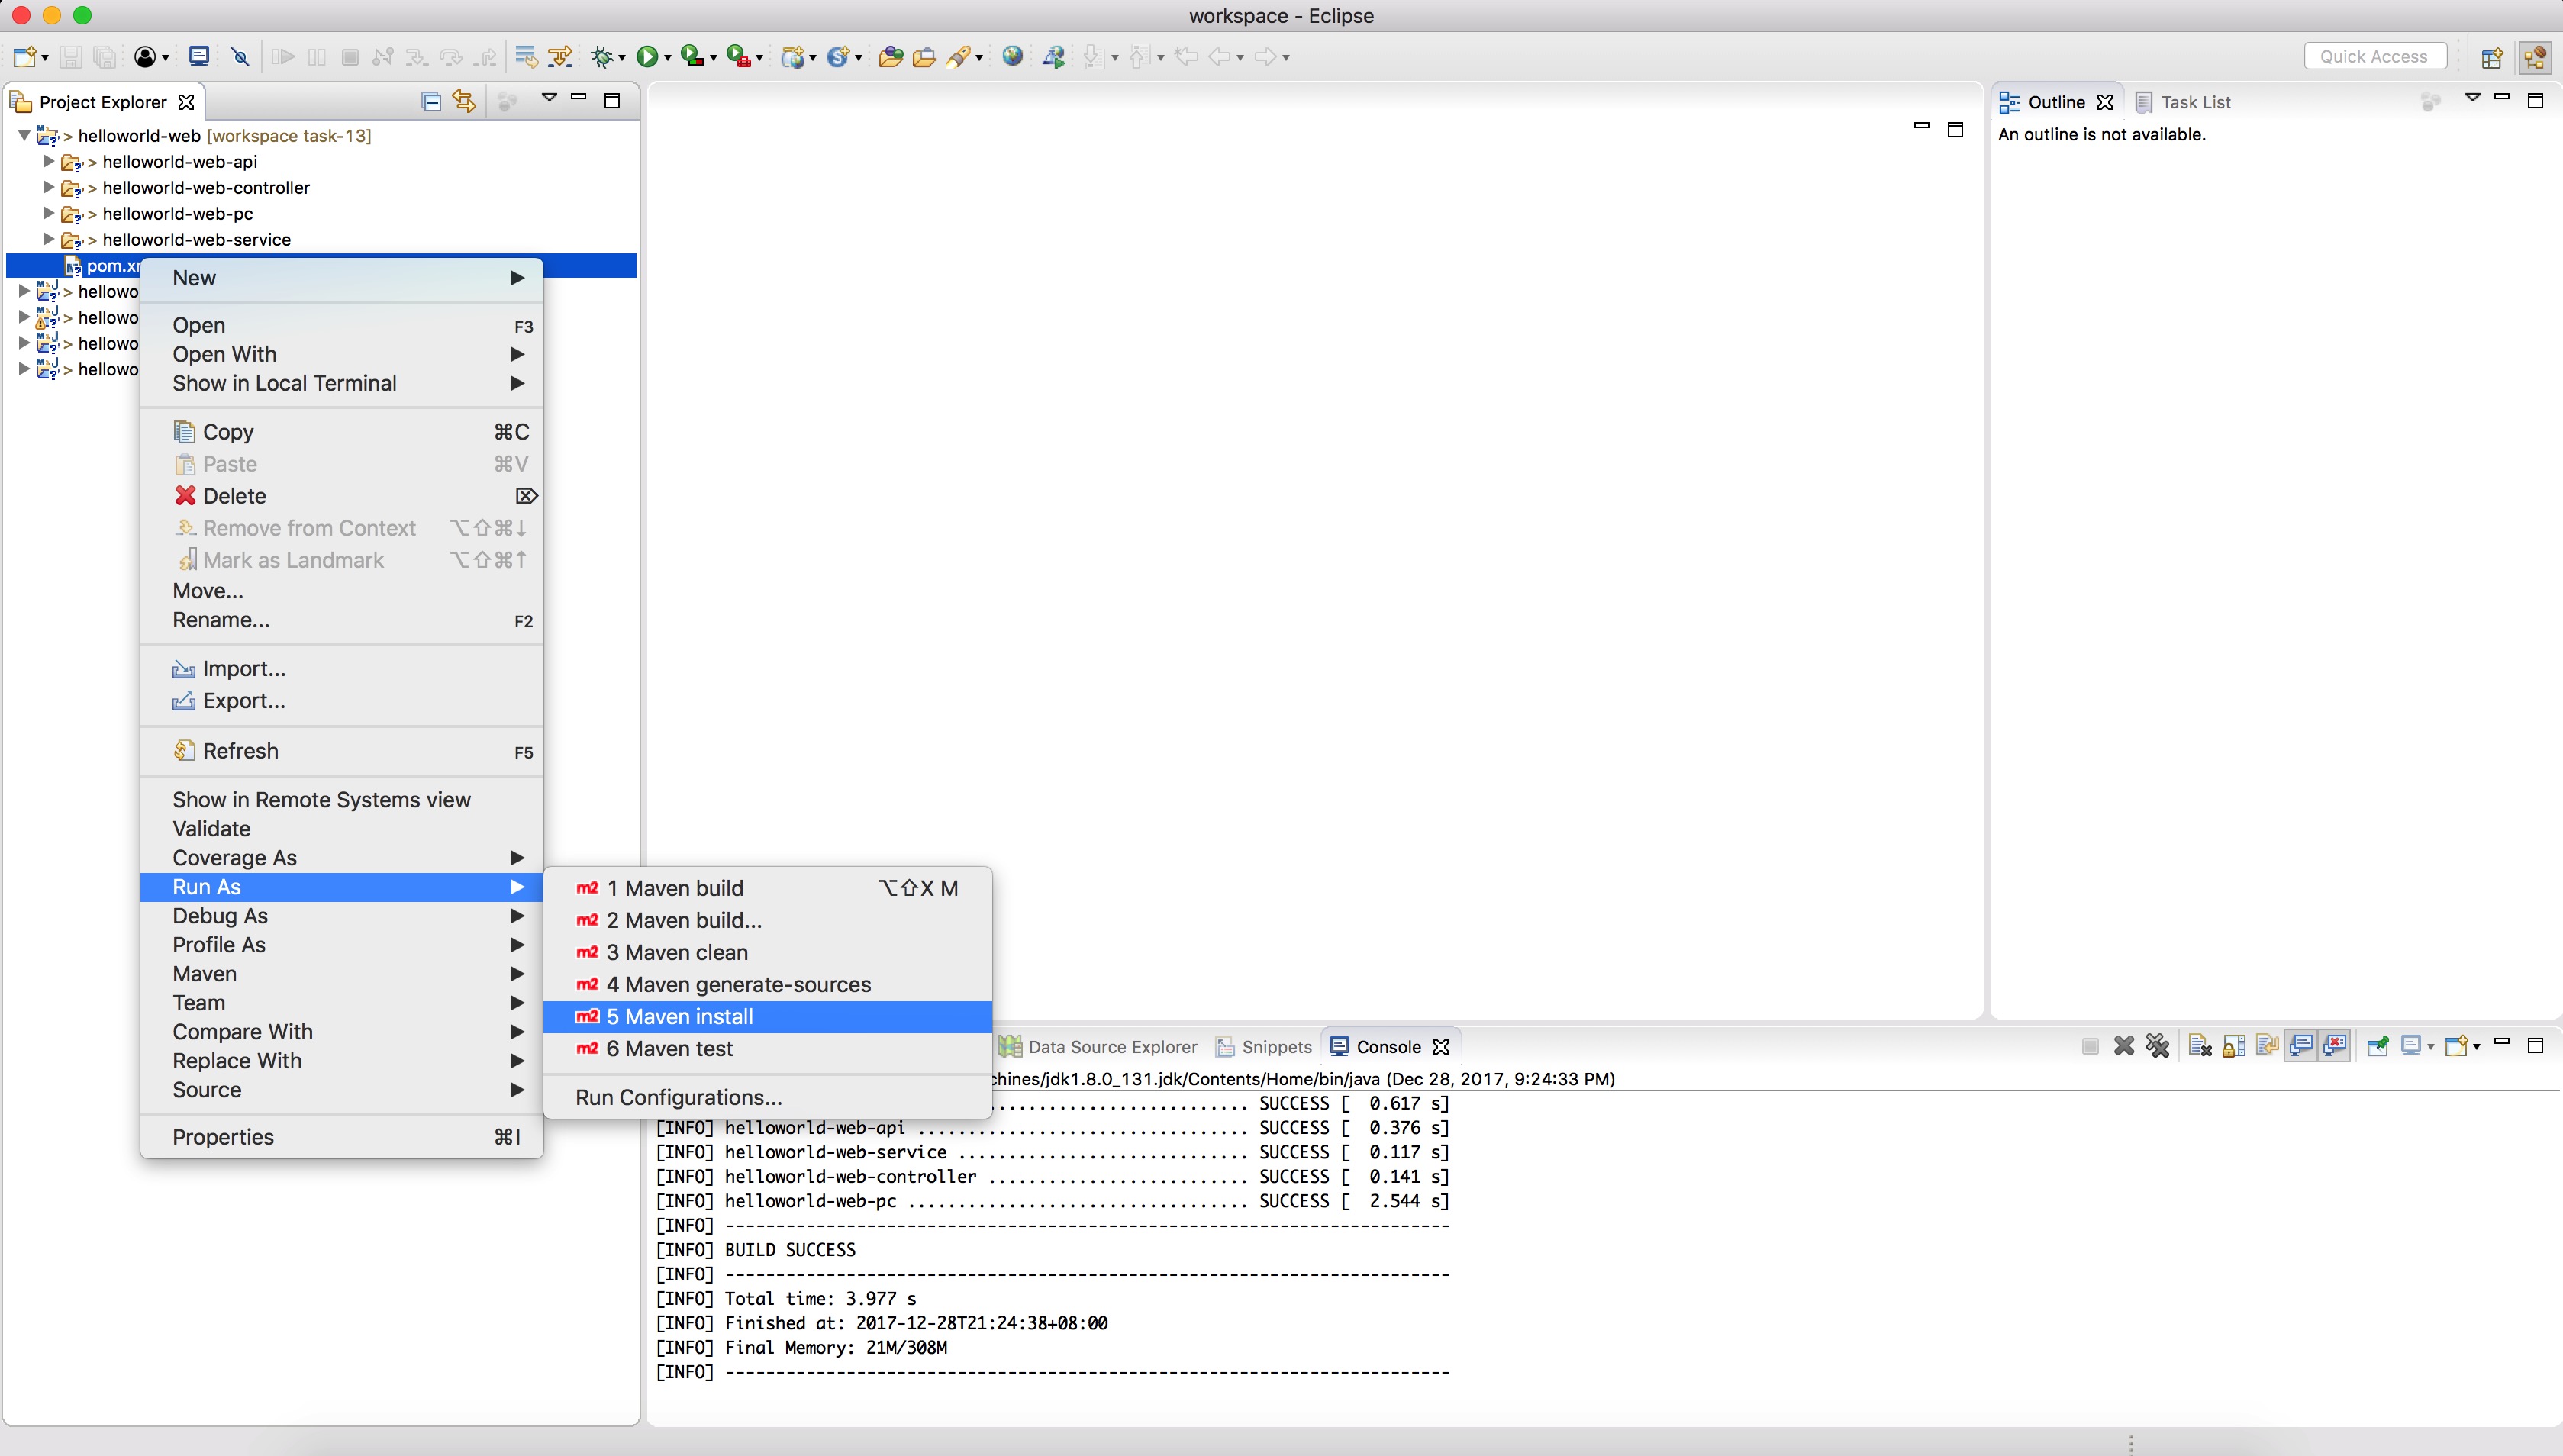 workspace - Eclipse
Quick Access
Project Explorer
> helloworld-web [workspace task-13]
> helloworld-web-api
> helloworld-web-controller
> helloworld-web-pc
> helloworld-web-service
pom.xm
> hellowo
> hellowo
> hellowo
> hellowo
New
Open F3
Open With
Show in Local Terminal
Copy ⌘C
Paste ⌘V
Delete ⌦
Remove from Context ⌥⇧⌘↓
Mark as Landmark ⌥⇧⌘↑
Move...
Rename... F2
Import...
Export...
Refresh F5
Show in Remote Systems view
Validate
Coverage As
Run As
Debug As
Profile As
Maven
Team
Compare With
Replace With
Source
Properties ⌘I
m2 1 Maven build ⌥⇧X M
m2 2 Maven build...
m2 3 Maven clean
m2 4 Maven generate-sources
m2 5 Maven install
m2 6 Maven test
Run Configurations...
Outline
Task List
An outline is not available.
Data Source Explorer
Snippets
Console
chines/jdk1.8.0_131.jdk/Contents/Home/bin/java (Dec 28, 2017, 9:24:33 PM)
......................... SUCCESS [  0.617 s]
[INFO] helloworld-web-api ................................. SUCCESS [  0.376 s]
[INFO] helloworld-web-service ............................. SUCCESS [  0.117 s]
[INFO] helloworld-web-controller .......................... SUCCESS [  0.141 s]
[INFO] helloworld-web-pc .................................. SUCCESS [  2.544 s]
[INFO] ------------------------------------------------------------------------
[INFO] BUILD SUCCESS
[INFO] ------------------------------------------------------------------------
[INFO] Total time: 3.977 s
[INFO] Finished at: 2017-12-28T21:24:38+08:00
[INFO] Final Memory: 21M/308M
[INFO] ------------------------------------------------------------------------